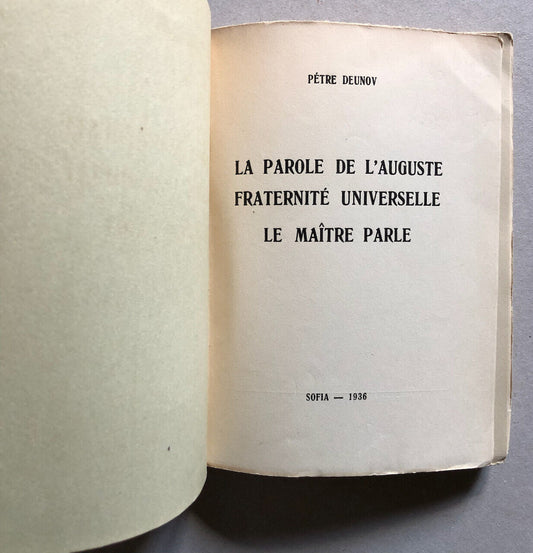 PÉTRE DEUNOV
LA PAROLE DE L'AUGUSTE
FRATERNITÉ UNIVERSELLE
LE MAÎTRE PARLE
SOFIA — 1936